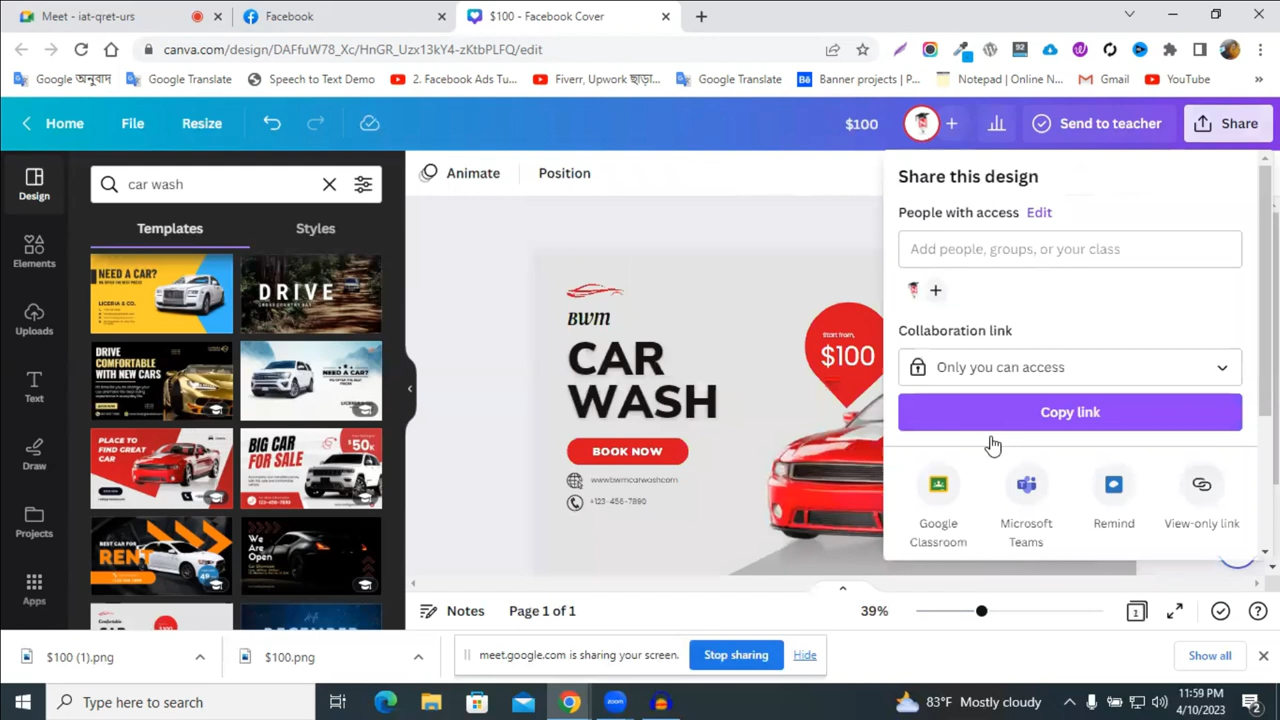 Meet - iat-qret-urs
Facebook
$100 - Facebook Cover
canva.com/design/DAFfuW78_Xc/HnGR_Uzx13kY4-zKtbPLFQ/edit
Google অনুবাদ
Google Translate
Speech to Text Demo
2. Facebook Ads Tu...
Fiverr, Upwork ছাড়া...
Google Translate
Banner projects | P...
Notepad | Online N...
Gmail
YouTube
Home
File
Resize
$100
Send to teacher
Share
Design
Elements
Uploads
Text
Draw
Projects
Apps
car wash
Templates
Styles
NEED A CAR?
LICERIA & CO.
DRIVE
DRIVE
COMFORTABLE
WITH NEW CARS!
NEED A CAR?
PLACE TO
FIND GREAT
CAR
BIG CAR
FOR SALE
$50K
BEST CAR FOR
RENT
We
Are
Open
DECEMBER
Animate
Position
BWM
CAR
WASH
BOOK NOW
www.bwmcarwash.com
+123-456-7890
Start from,
$100
Share this design
People with access Edit
Add people, groups, or your class
Collaboration link
Only you can access
Copy link
Google
Classroom
Microsoft
Teams
Remind
View-only link
Notes
Page 1 of 1
39%
1
$100 (1).png
$100.png
meet.google.com is sharing your screen.
Stop sharing
Hide
Show all
Type here to search
zoom
83°F Mostly cloudy
11:59 PM
4/10/2023
2